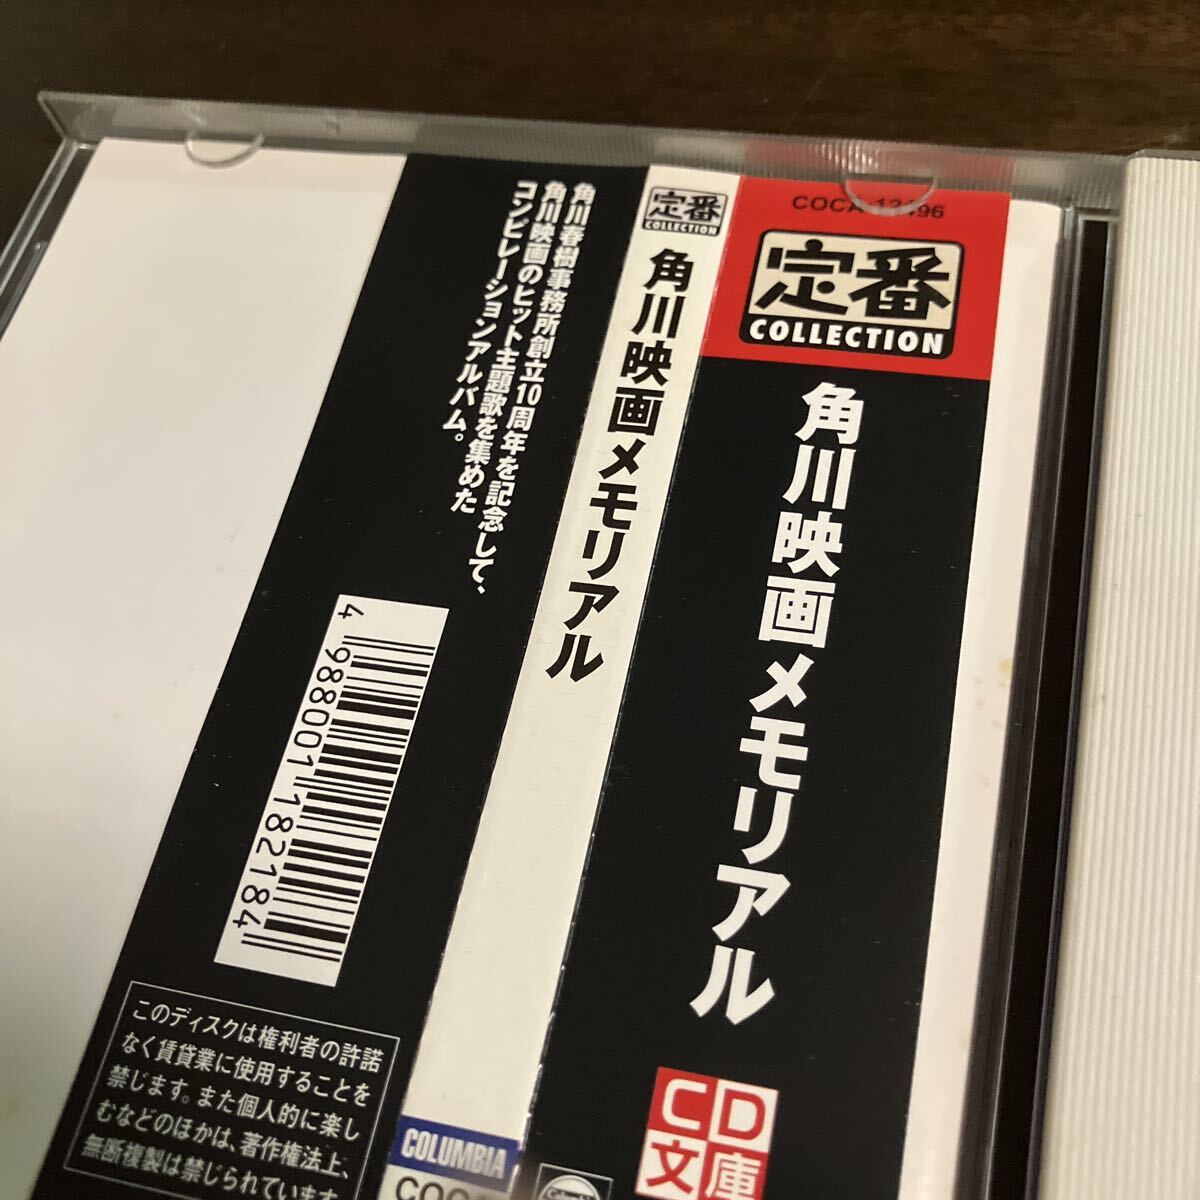 COCA-13496
定番
COLLECTION
角川映画メモリアル
CD
文庫
定番
COLLECTION
角川映画メモリアル
COLUMBIA
角川春樹事務所創立10周年を記念して、
角川映画のヒット主題歌を集めた
コンピレーションアルバム。
4 988001 182184
このディスクは権利者の許諾
なく賃貸業に使用することを
禁じます。また個人的に楽し
むなどのほかは、著作権法上、
無断複製は禁じられています